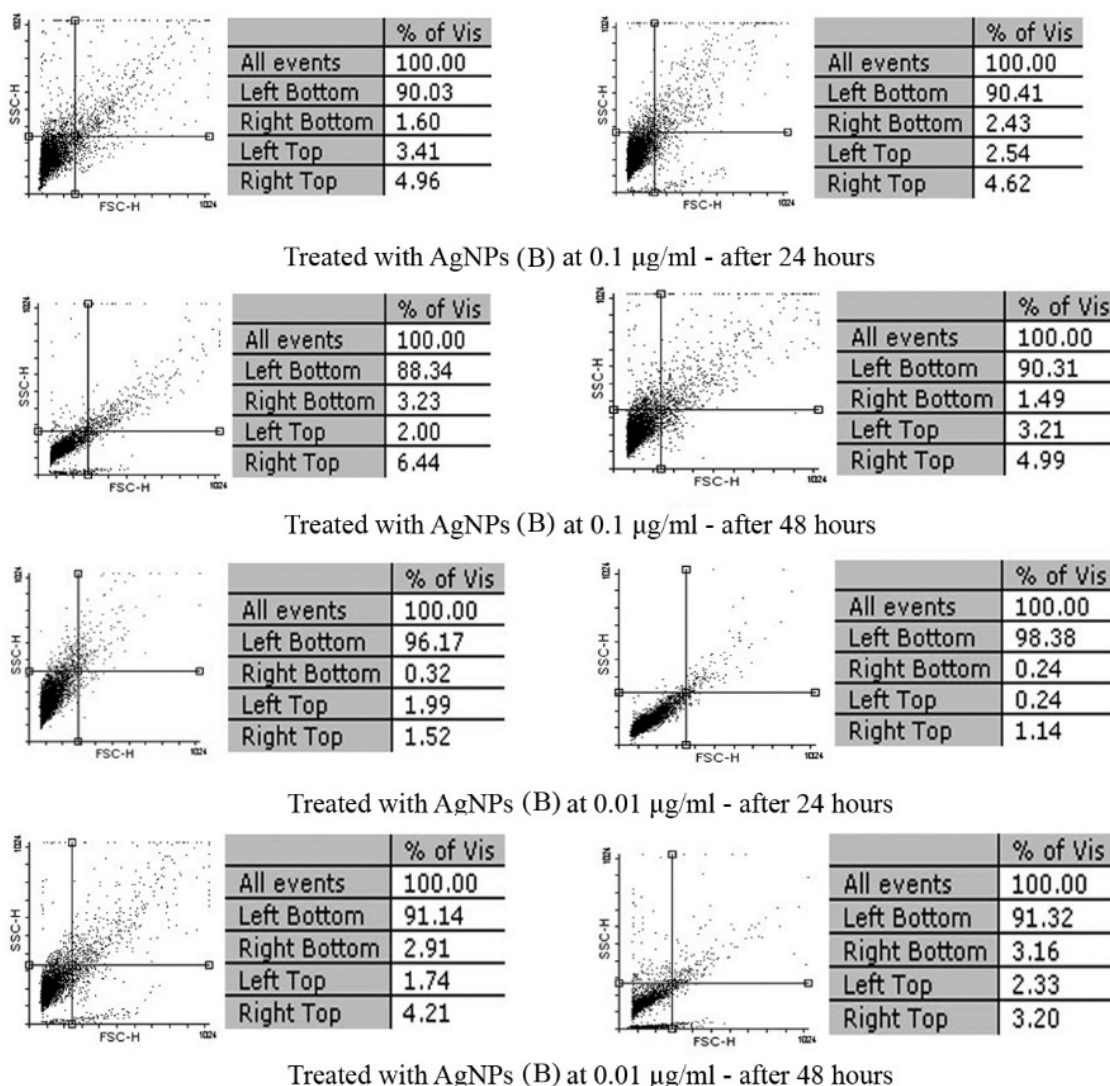 1024
SSC-H
FSC-H
1024
% of Vis
All events 100.00
Left Bottom 90.03
Right Bottom 1.60
Left Top 3.41
Right Top 4.96
1024
SSC-H
FSC-H
1024
% of Vis
All events 100.00
Left Bottom 90.41
Right Bottom 2.43
Left Top 2.54
Right Top 4.62
Treated with AgNPs (B) at 0.1 µg/ml - after 24 hours
1024
SSC-H
FSC-H
1024
% of Vis
All events 100.00
Left Bottom 88.34
Right Bottom 3.23
Left Top 2.00
Right Top 6.44
1024
SSC-H
FSC-H
1024
% of Vis
All events 100.00
Left Bottom 90.31
Right Bottom 1.49
Left Top 3.21
Right Top 4.99
Treated with AgNPs (B) at 0.1 µg/ml - after 48 hours
1024
SSC-H
FSC-H
1024
% of Vis
All events 100.00
Left Bottom 96.17
Right Bottom 0.32
Left Top 1.99
Right Top 1.52
1024
SSC-H
FSC-H
1024
% of Vis
All events 100.00
Left Bottom 98.38
Right Bottom 0.24
Left Top 0.24
Right Top 1.14
Treated with AgNPs (B) at 0.01 µg/ml - after 24 hours
1024
SSC-H
FSC-H
1024
% of Vis
All events 100.00
Left Bottom 91.14
Right Bottom 2.91
Left Top 1.74
Right Top 4.21
1024
SSC-H
FSC-H
1024
% of Vis
All events 100.00
Left Bottom 91.32
Right Bottom 3.16
Left Top 2.33
Right Top 3.20
Treated with AgNPs (B) at 0.01 µg/ml - after 48 hours